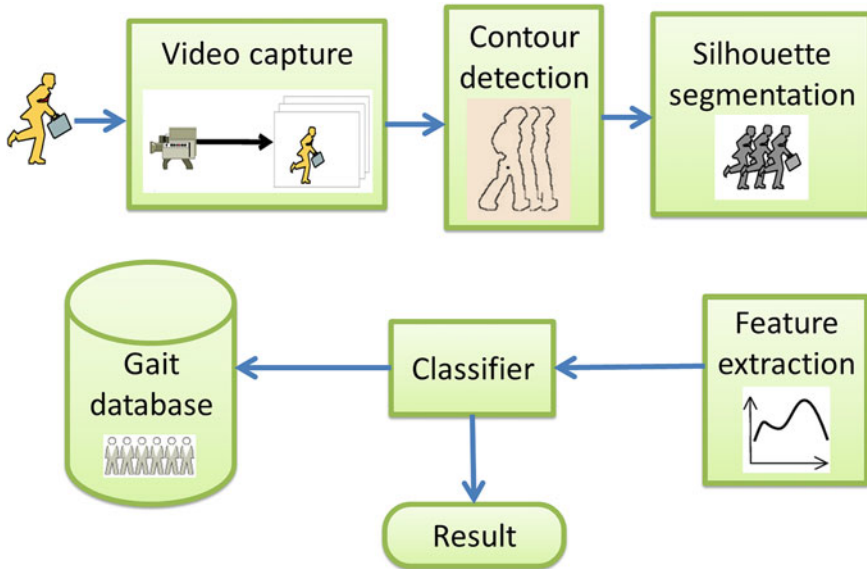 Video capture
Contour
detection
Silhouette
segmentation
Gait
database
Classifier
Feature
extraction
Result